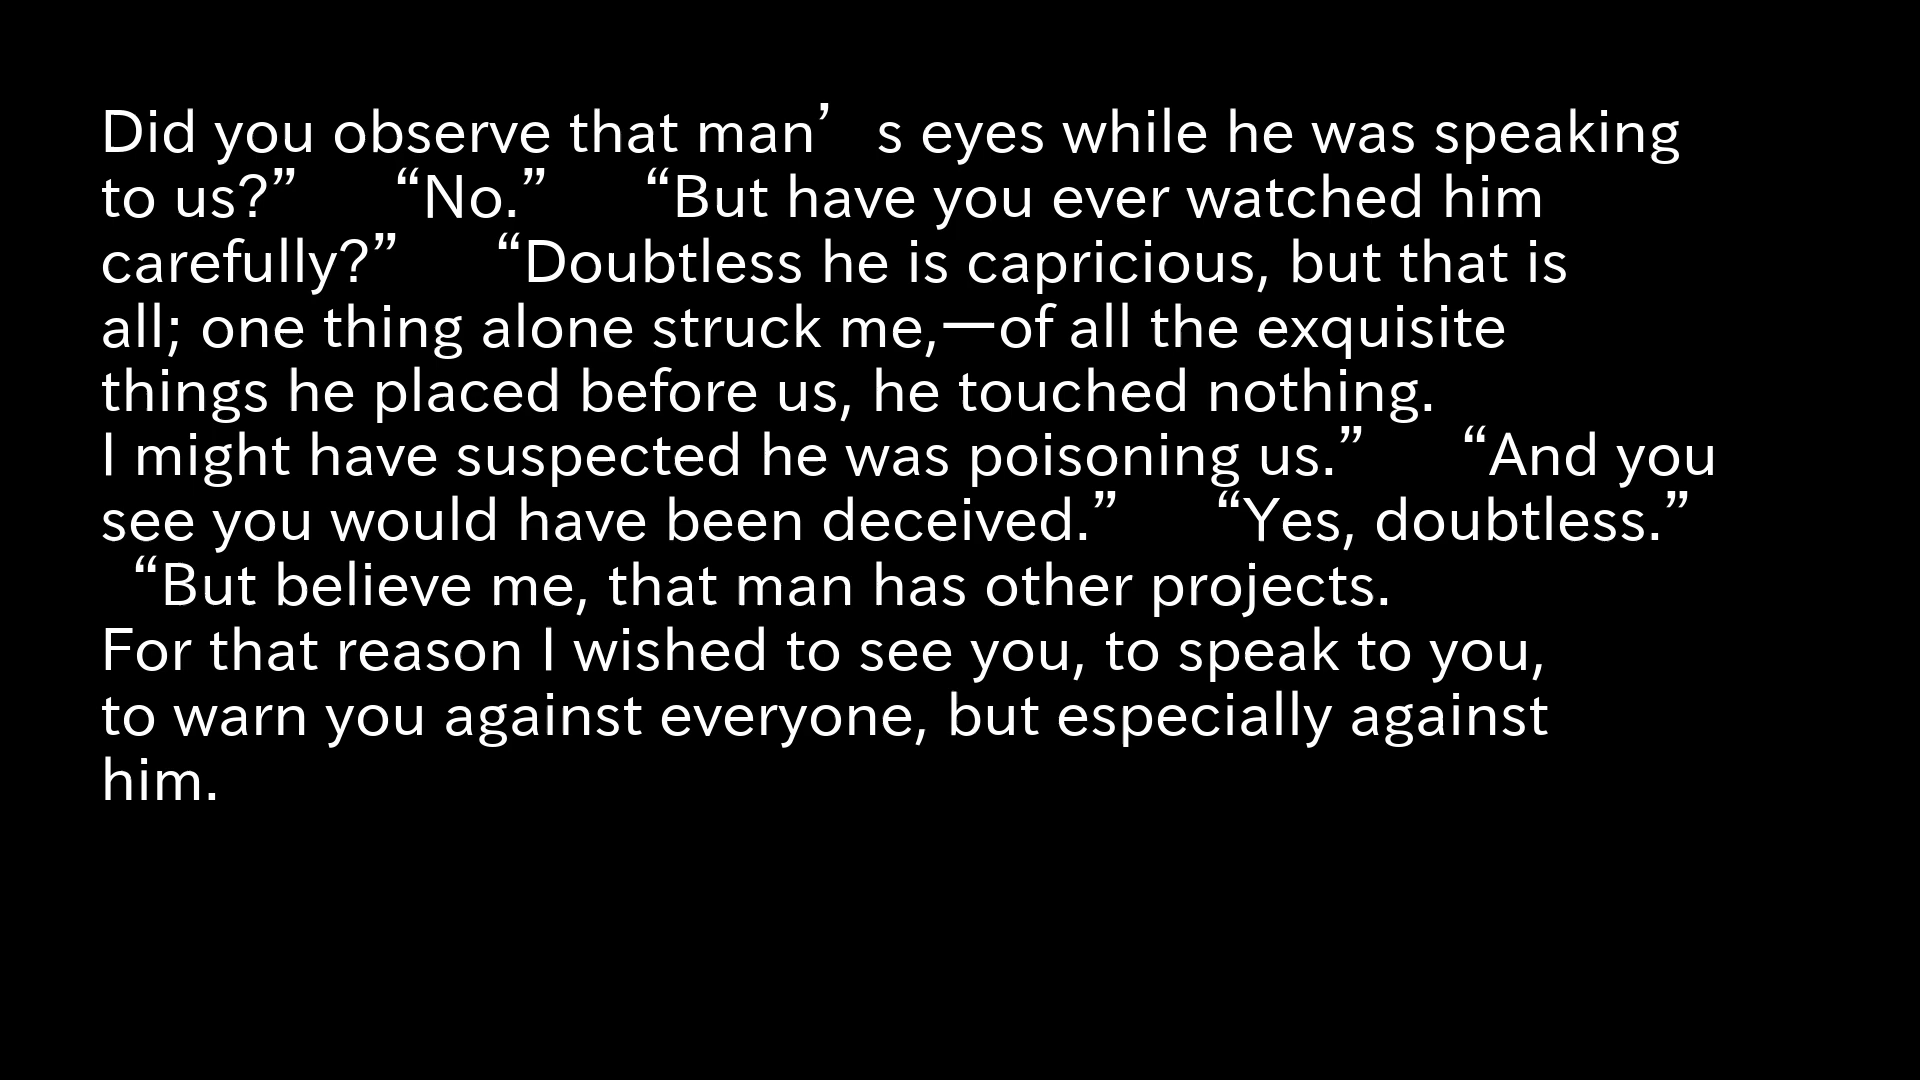 Did you observe that man’s eyes while he was speaking
to us?” “No.” “But have you ever watched him
carefully?” “Doubtless he is capricious, but that is
all; one thing alone struck me,—of all the exquisite
things he placed before us, he touched nothing.
I might have suspected he was poisoning us.” “And you
see you would have been deceived.” “Yes, doubtless.”
“But believe me, that man has other projects.
For that reason I wished to see you, to speak to you,
to warn you against everyone, but especially against
him.